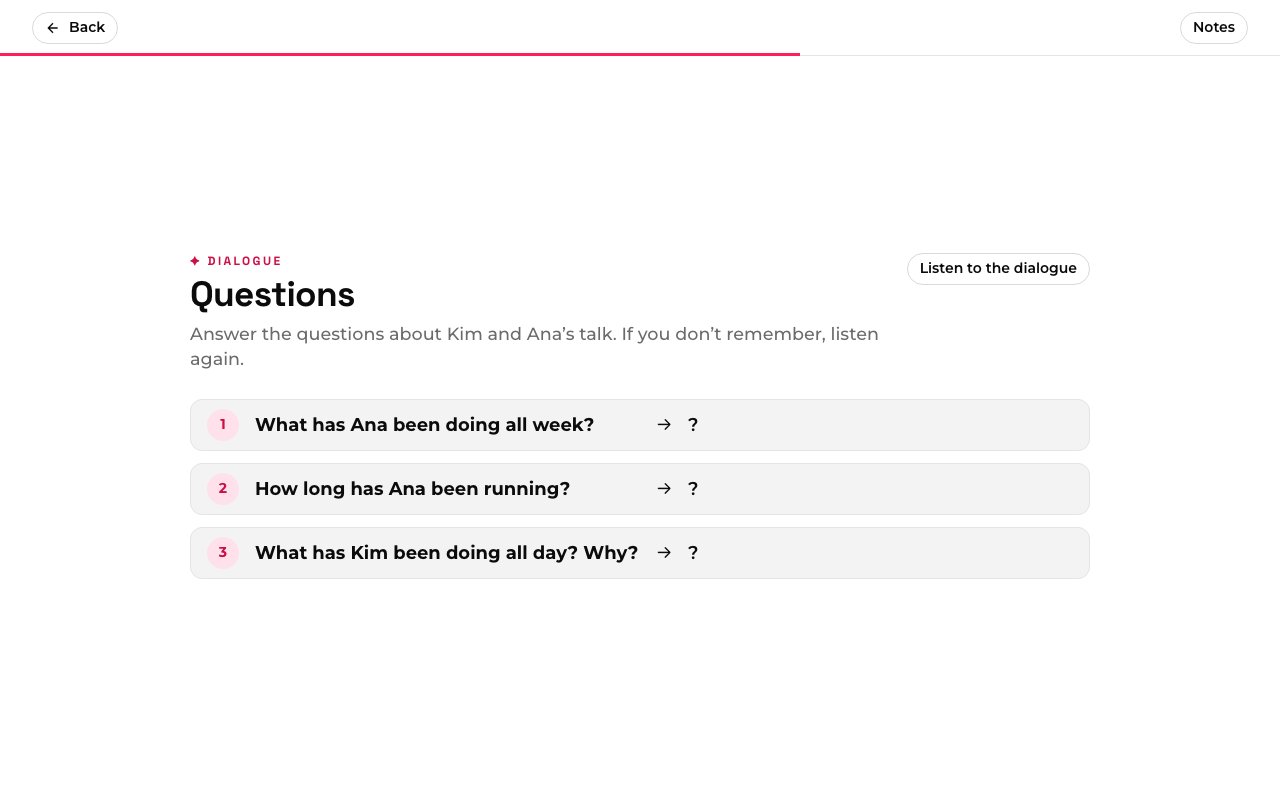 ← Back
Notes
✦ DIALOGUE
Listen to the dialogue
Questions
Answer the questions about Kim and Ana’s talk. If you don’t remember, listen
again.
1 What has Ana been doing all week? → ?
2 How long has Ana been running? → ?
3 What has Kim been doing all day? Why? → ?